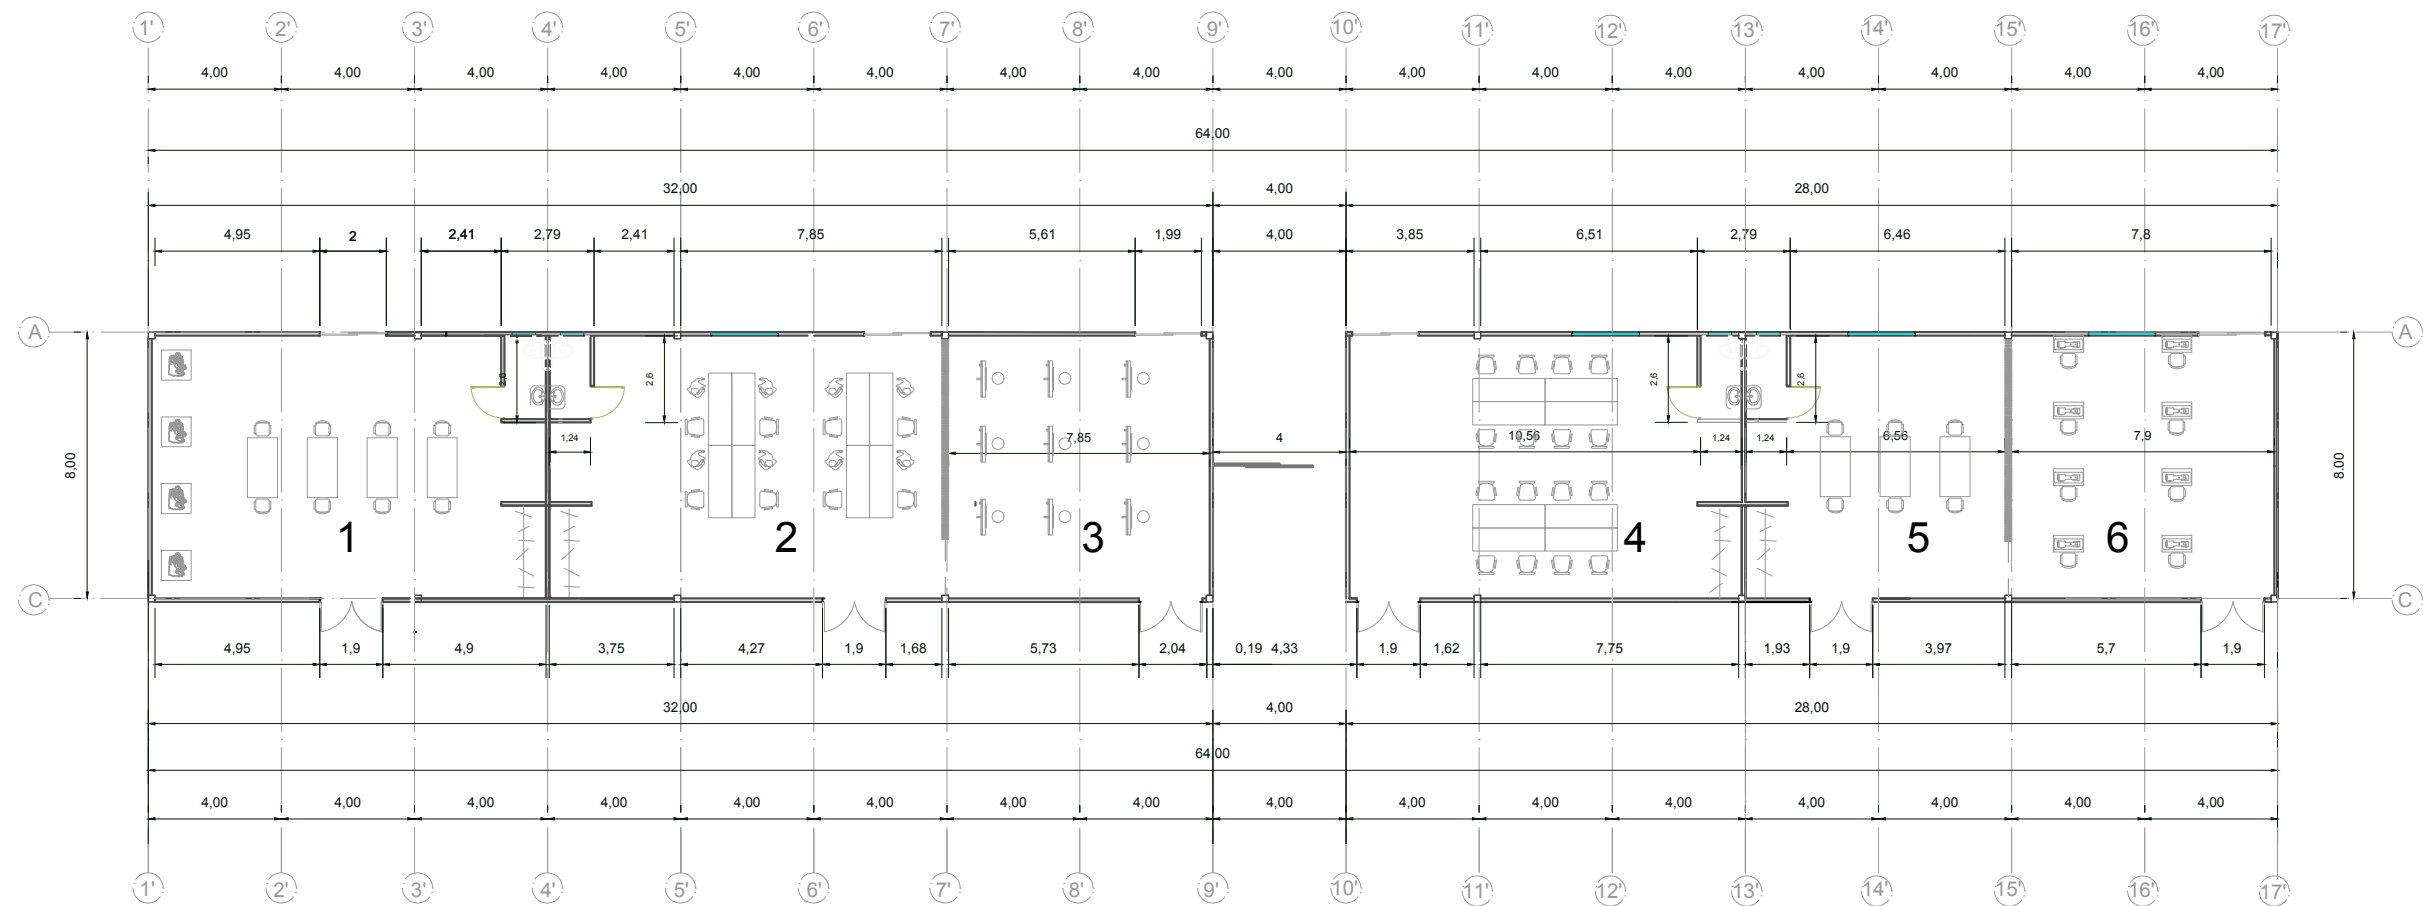 1' 2' 3' 4' 5' 6' 7' 8' 9' 10' 11' 12' 13' 14' 15' 16' 17'
4,00 4,00 4,00 4,00 4,00 4,00 4,00 4,00 4,00 4,00 4,00 4,00 4,00 4,00 4,00 4,00
64,00
32,00 4,00 28,00
4,95 2 2,41 2,79 2,41 7,85 5,61 1,99 4,00 3,85 6,51 2,79 6,46 7,8
A A
2,6 2,6 2,6 2,6
1,24 7,85 4 10,56 1,24 1,24 6,56 7,9
8,00 8.00
1 2 3 4 5 6
C C
4,95 1,9 4,9 3,75 4,27 1,9 1,68 5,73 2,04 0,19 4,33 1,9 1,62 7,75 1,93 1,9 3,97 5,7 1,9
32,00 4,00 28,00
64,00
4,00 4,00 4,00 4,00 4,00 4,00 4,00 4,00 4,00 4,00 4,00 4,00 4,00 4,00 4,00 4,00
1' 2' 3' 4' 5' 6' 7' 8' 9' 10' 11' 12' 13' 14' 15' 16' 17'